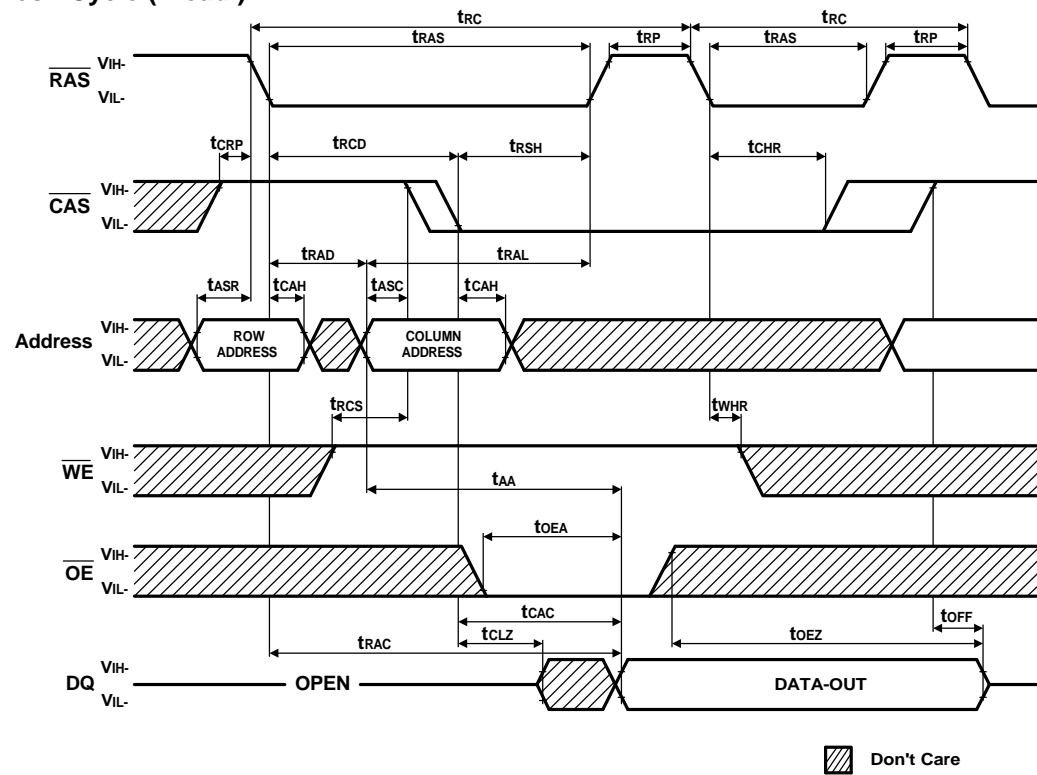 tRC tRC
tRAS tRP tRAS tRP
RAS VIH-
VIL-
tCRP tRCD tRSH tCHR
CAS VIH-
VIL-
tRAD tRAL
tASR tCAH tASC tCAH
Address VIH-
VIL-
ROW ADDRESS
COLUMN ADDRESS
tRCS tWHR
WE VIH-
VIL-
tAA
tOEA
OE VIH-
VIL-
tCAC tOFF
tCLZ tOEZ
tRAC
DQ VIH-
VIL-
OPEN DATA-OUT
Don't Care